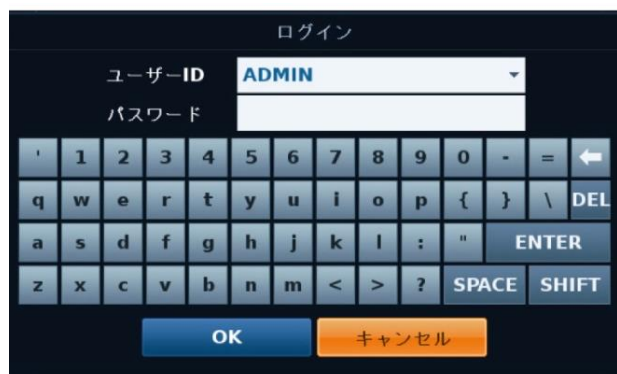 ログイン
ユーザーID ADMIN
パスワード
' 1 2 3 4 5 6 7 8 9 0 - =
q w e r t y u i o p { } \ DEL
a s d f g h j k l : " ENTER
z x c v b n m < > ? SPACE SHIFT
OK キャンセル